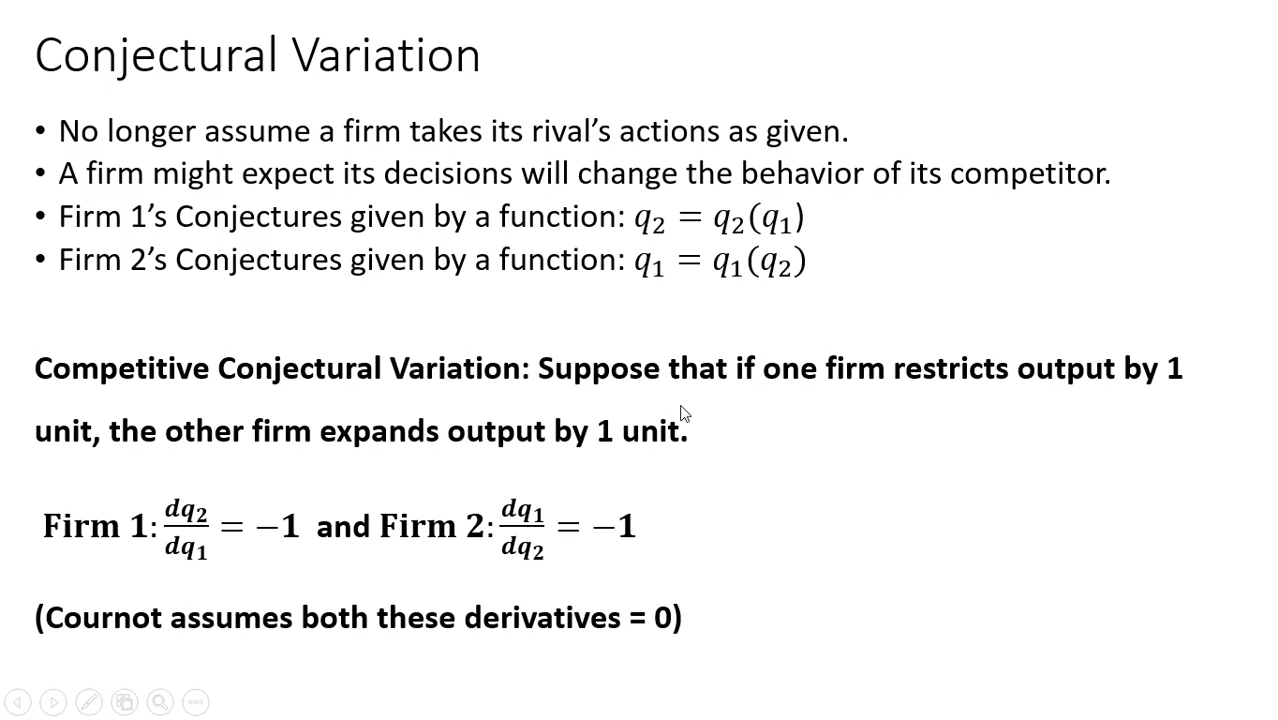 Conjectural Variation
• No longer assume a firm takes its rival’s actions as given.
• A firm might expect its decisions will change the behavior of its competitor.
• Firm 1’s Conjectures given by a function: q₂ = q₂(q₁)
• Firm 2’s Conjectures given by a function: q₁ = q₁(q₂)
Competitive Conjectural Variation: Suppose that if one firm restricts output by 1
unit, the other firm expands output by 1 unit.
Firm 1: dq₂/dq₁ = −1 and Firm 2: dq₁/dq₂ = −1
(Cournot assumes both these derivatives = 0)